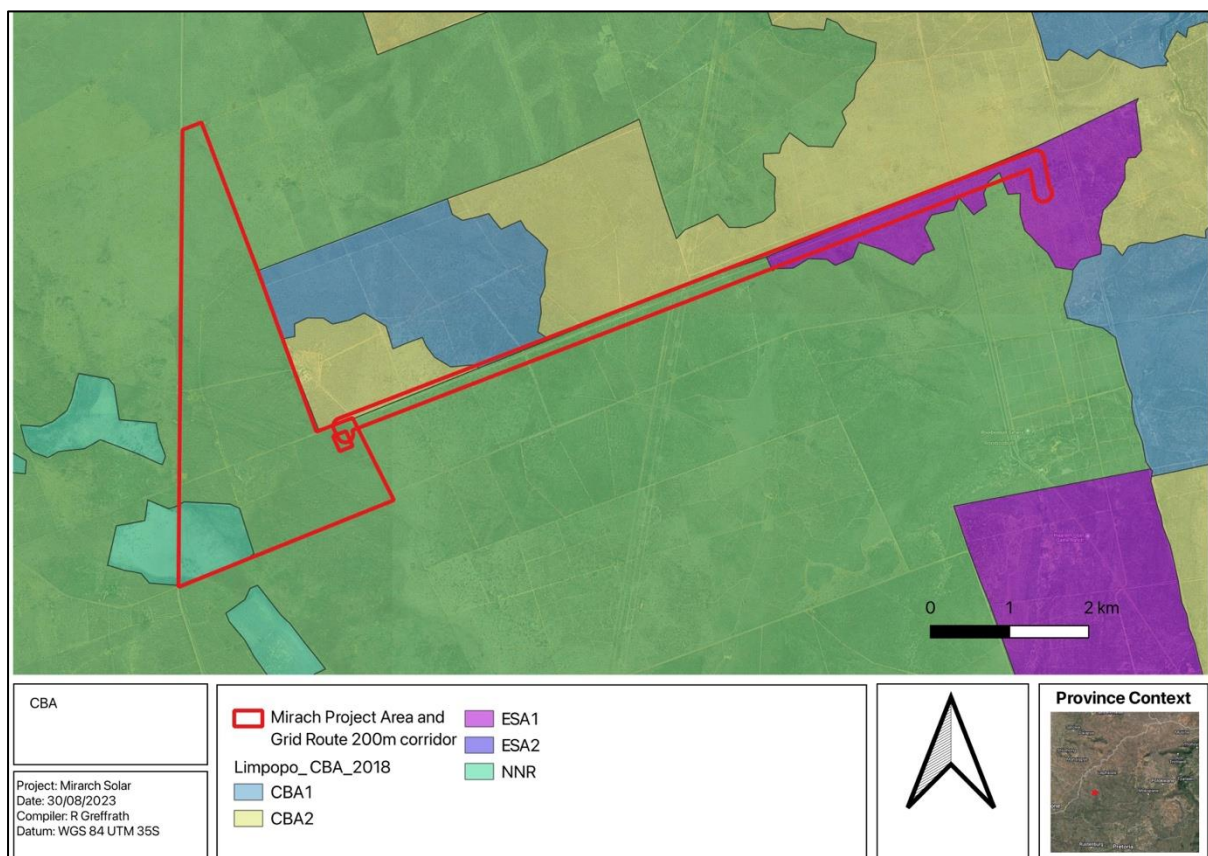 0 1 2 km
CBA
Project: Mirarch Solar
Date: 30/08/2023
Compiler: R Greffrath
Datum: WGS 84 UTM 35S
Mirach Project Area and
Grid Route 200m corridor
Limpopo_CBA_2018
CBA1
CBA2
ESA1
ESA2
NNR
Province Context
Pretoria